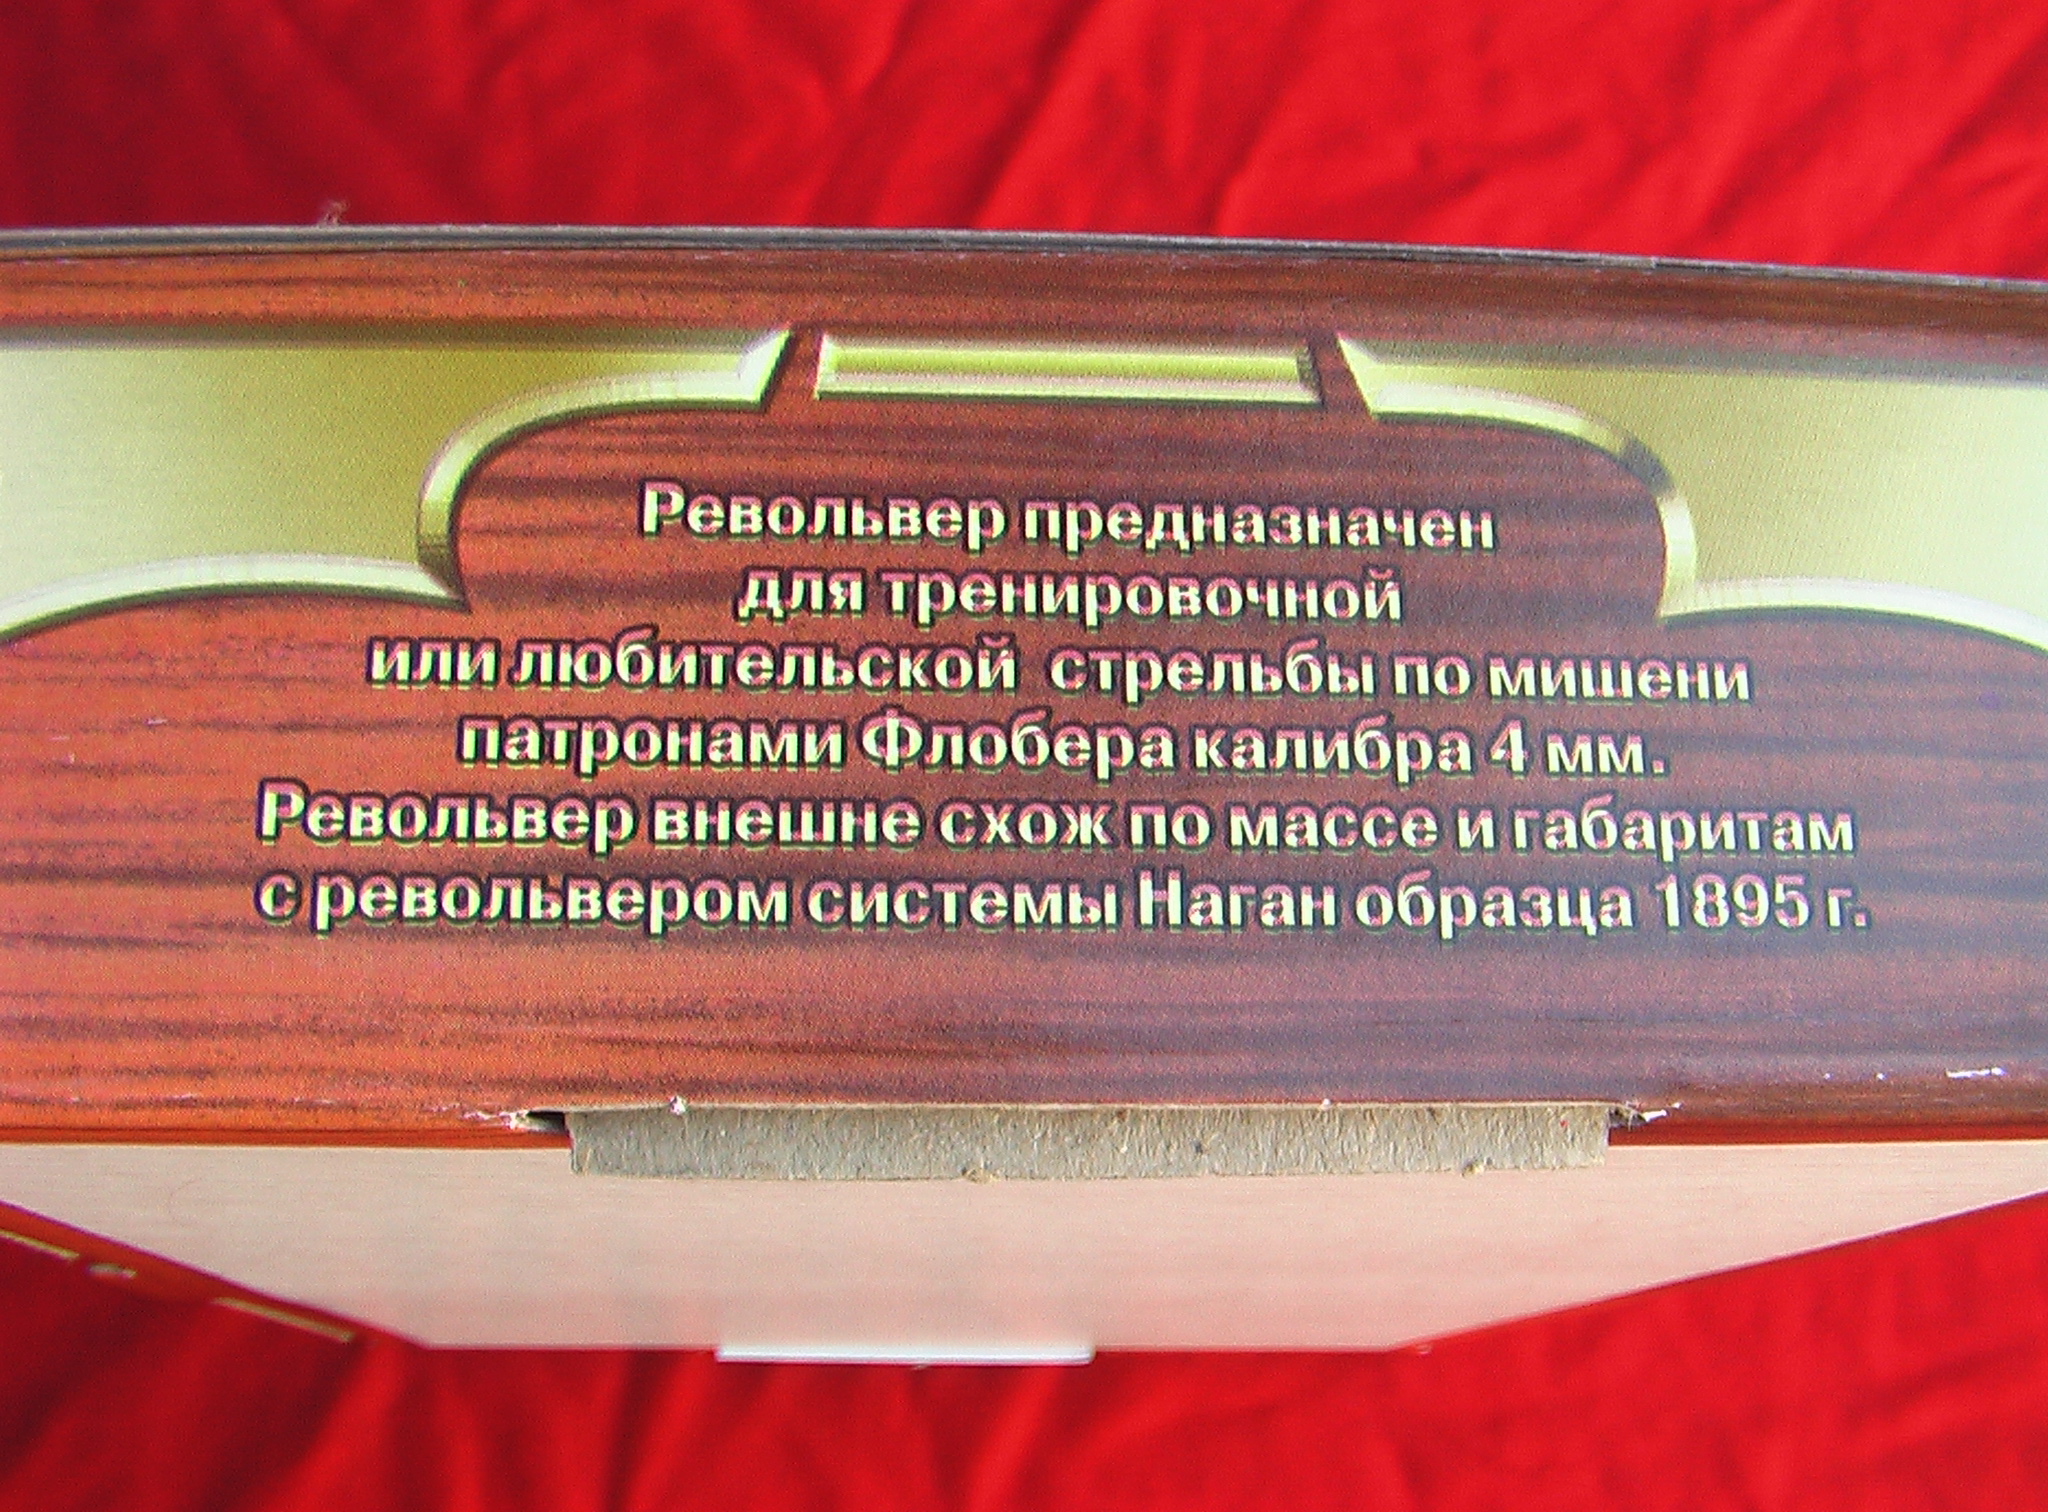 Револьвер предназначен
для тренировочной
или любительской стрельбы по мишени
патронами Флобера калибра 4 мм.
Револьвер внешне схож по массе и габаритам
с револьвером системы Наган образца 1895 г.